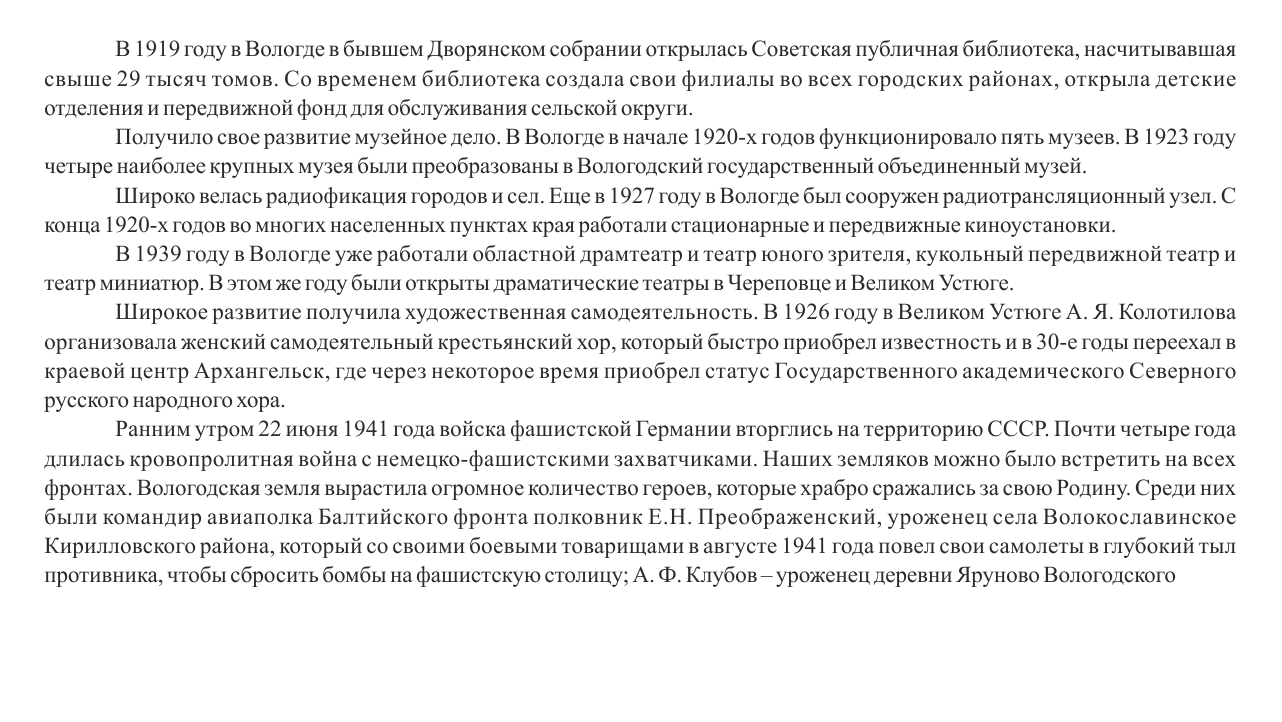 В 1919 году в Вологде в бывшем Дворянском собрании открылась Советская публичная библиотека, насчитывавшая
свыше 29 тысяч томов. Со временем библиотека создала свои филиалы во всех городских районах, открыла детские
отделения и передвижной фонд для обслуживания сельской округи.
Получило свое развитие музейное дело. В Вологде в начале 1920-х годов функционировало пять музеев. В 1923 году
четыре наиболее крупных музея были преобразованы в Вологодский государственный объединенный музей.
Широко велась радиофикация городов и сел. Еще в 1927 году в Вологде был сооружен радиотрансляционный узел. С
конца 1920-х годов во многих населенных пунктах края работали стационарные и передвижные киноустановки.
В 1939 году в Вологде уже работали областной драмтеатр и театр юного зрителя, кукольный передвижной театр и
театр миниатюр. В этом же году были открыты драматические театры в Череповце и Великом Устюге.
Широкое развитие получила художественная самодеятельность. В 1926 году в Великом Устюге А. Я. Колотилова
организовала женский самодеятельный крестьянский хор, который быстро приобрел известность и в 30-е годы переехал в
краевой центр Архангельск, где через некоторое время приобрел статус Государственного академического Северного
русского народного хора.
Ранним утром 22 июня 1941 года войска фашистской Германии вторглись на территорию СССР. Почти четыре года
длилась кровопролитная война с немецко-фашистскими захватчиками. Наших земляков можно было встретить на всех
фронтах. Вологодская земля вырастила огромное количество героев, которые храбро сражались за свою Родину. Среди них
были командир авиаполка Балтийского фронта полковник Е.Н. Преображенский, уроженец села Волокославинское
Кирилловского района, который со своими боевыми товарищами в августе 1941 года повел свои самолеты в глубокий тыл
противника, чтобы сбросить бомбы на фашистскую столицу; А. Ф. Клубов – уроженец деревни Яруново Вологодского